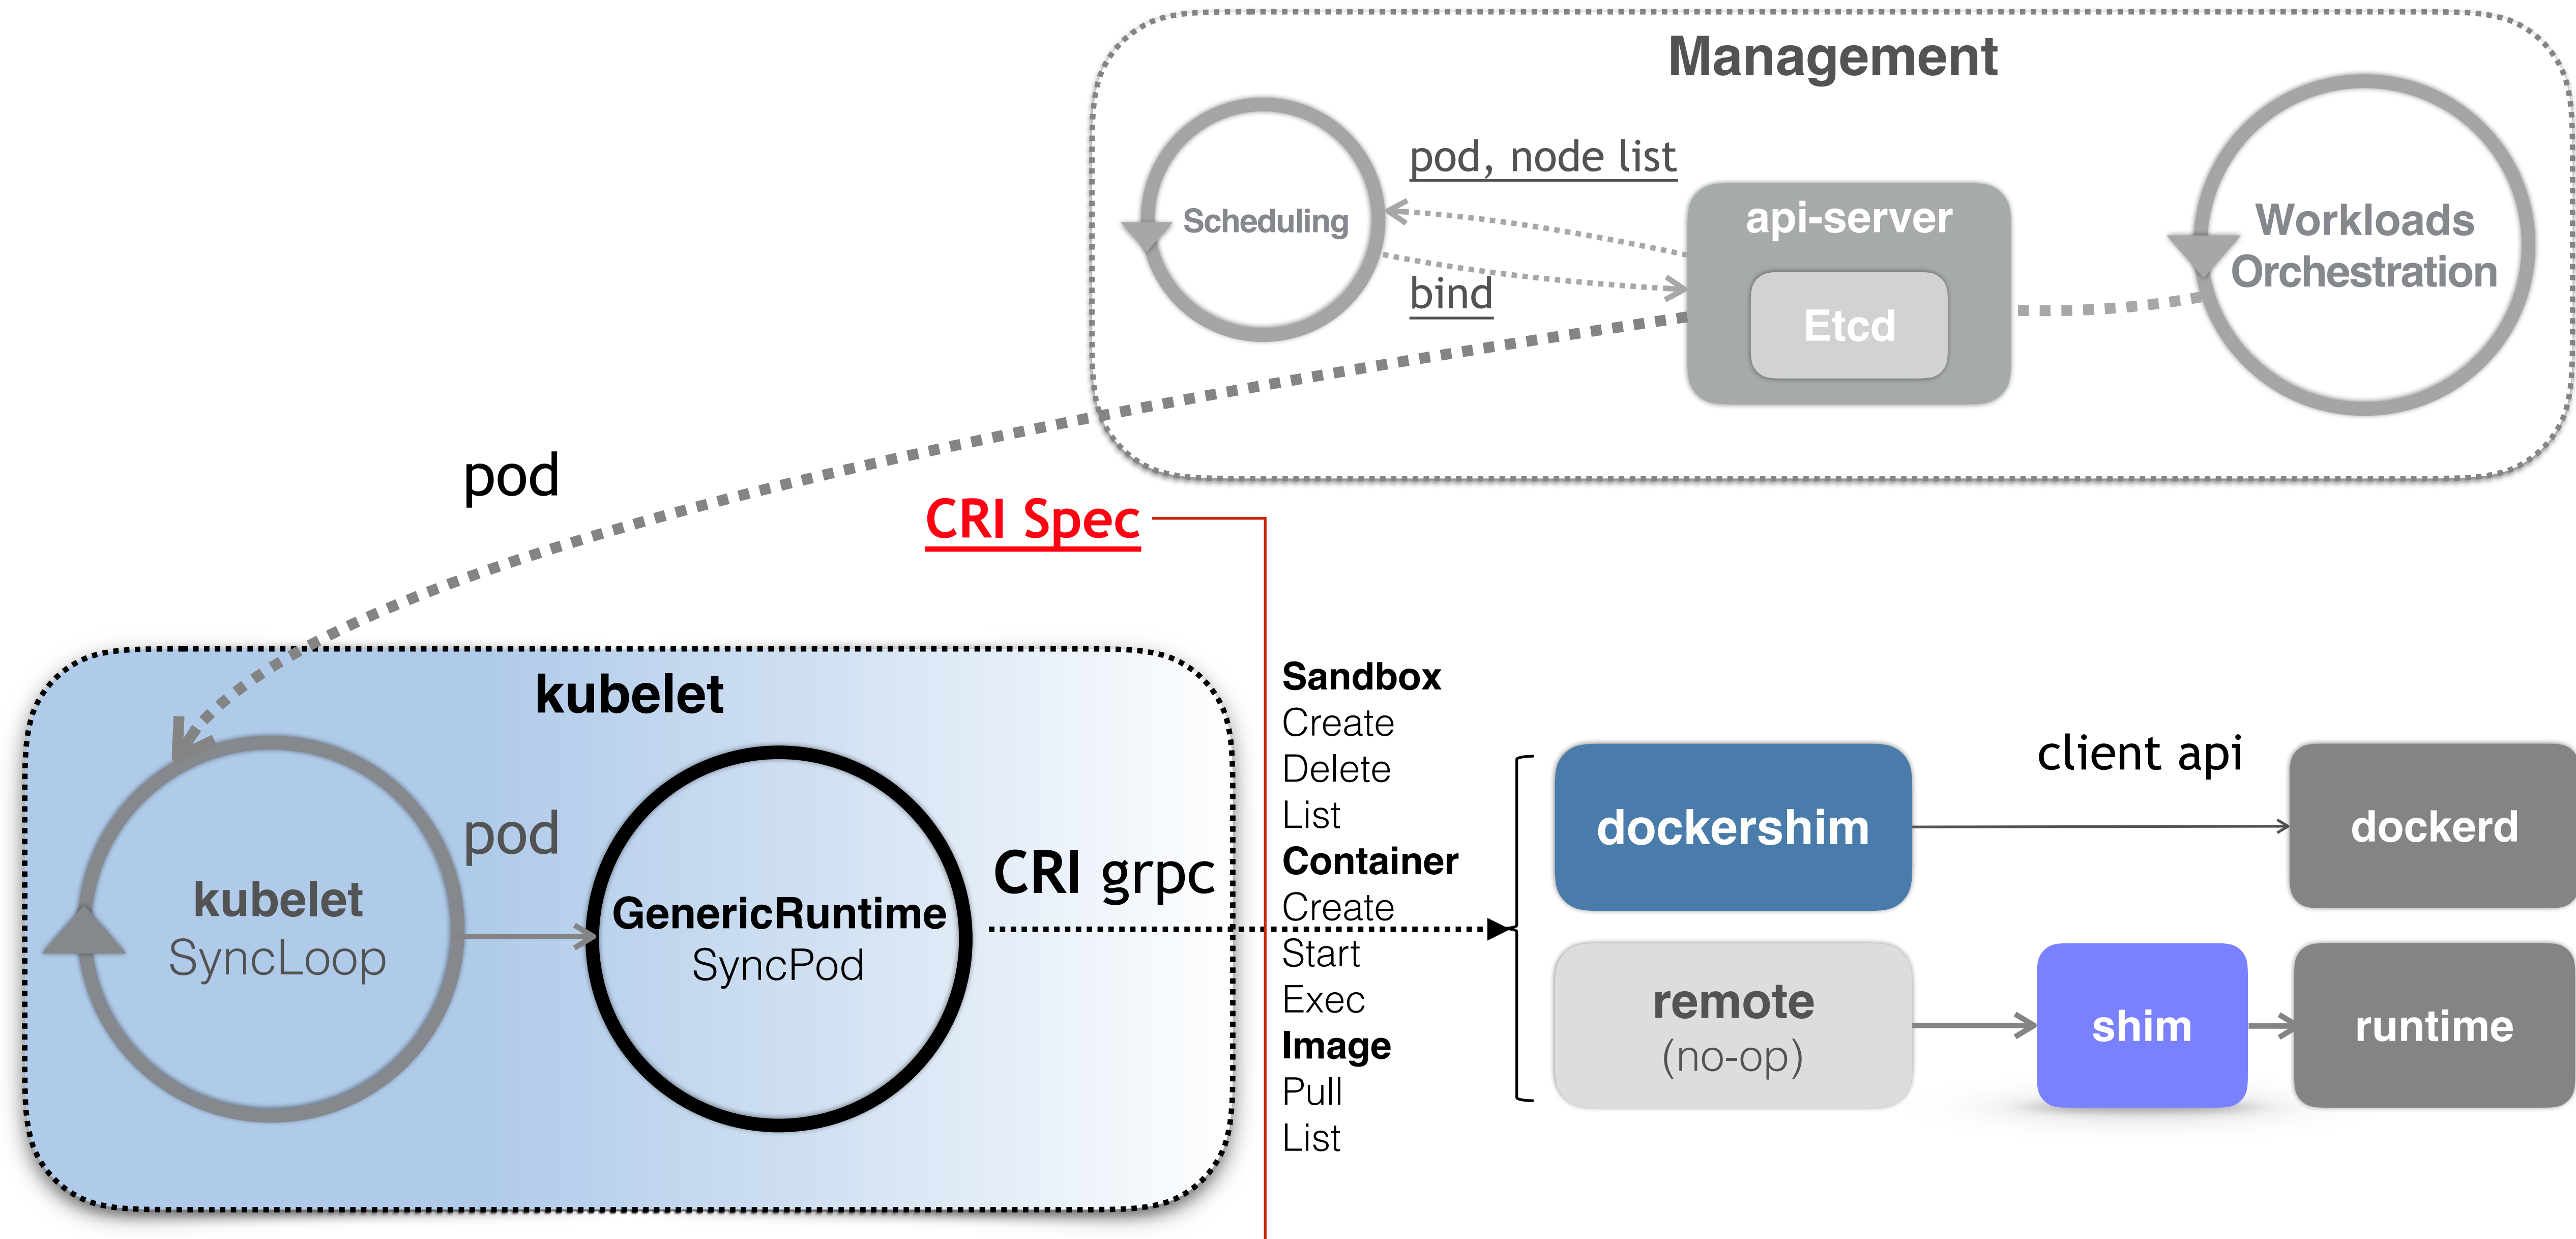 Management
pod, node list
Scheduling
bind
api-server
Etcd
Workloads
Orchestration
pod
CRI Spec
kubelet
pod
kubelet
SyncLoop
GenericRuntime
SyncPod
CRI grpc
Sandbox
Create
Delete
List
Container
Create
Start
Exec
Image
Pull
List
dockershim
client api
dockerd
remote
(no-op)
shim
runtime